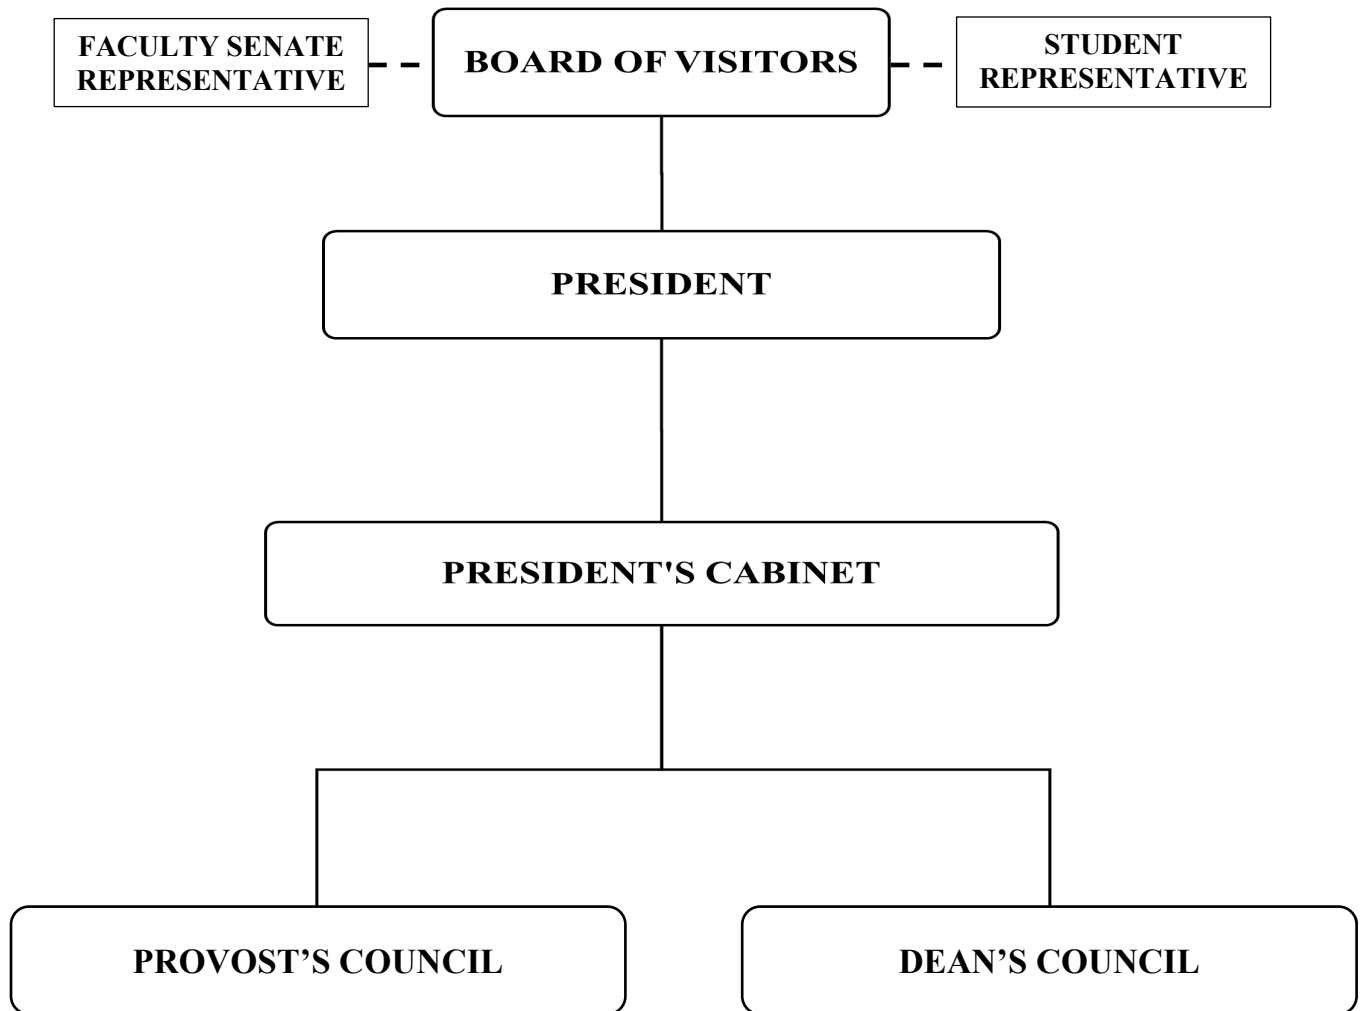 FACULTY SENATE
REPRESENTATIVE
BOARD OF VISITORS
STUDENT
REPRESENTATIVE
PRESIDENT
PRESIDENT'S CABINET
PROVOST’S COUNCIL
DEAN’S COUNCIL